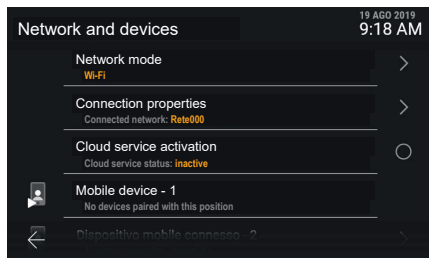 19 AGO 2019
Network and devices 9:18 AM
Network mode
Wi-Fi
Connection properties
Connected network: Rete000
Cloud service activation
Cloud service status: inactive
Mobile device - 1
No devices paired with this position
Dispositivo mobile connesso - 2